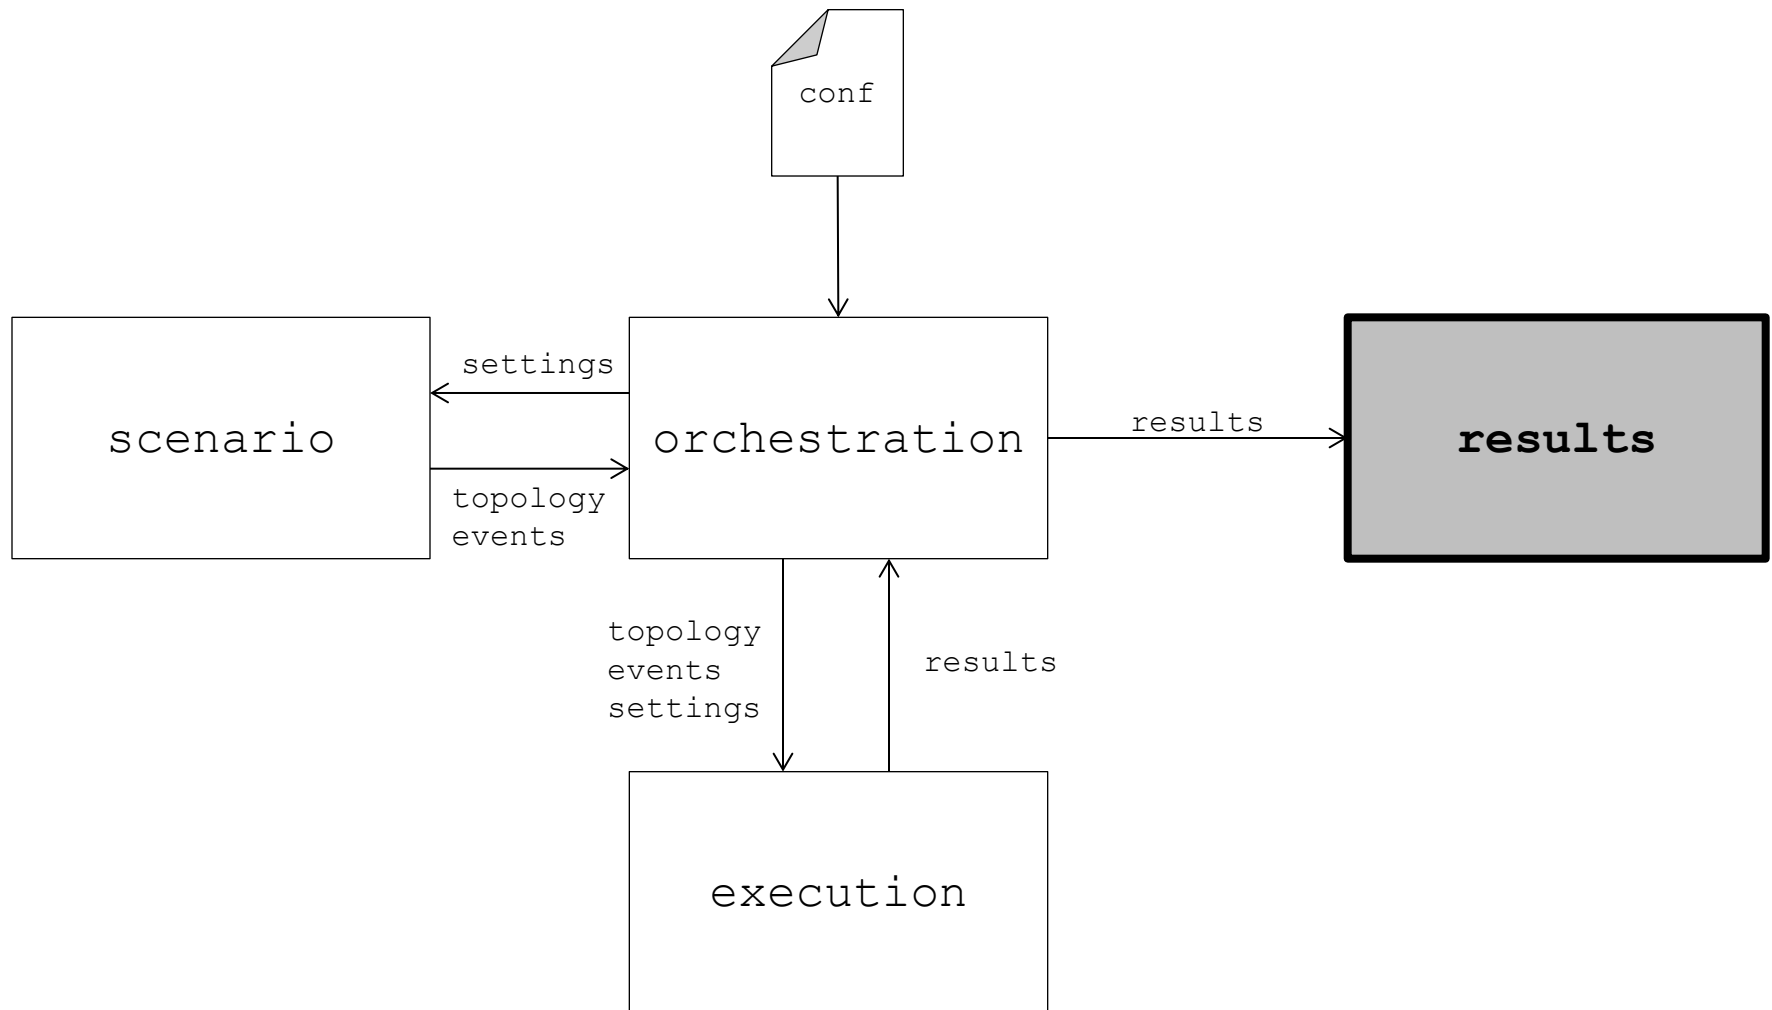 conf
settings
scenario
orchestration
results
results
topology
events
topology
events
settings
results
execution